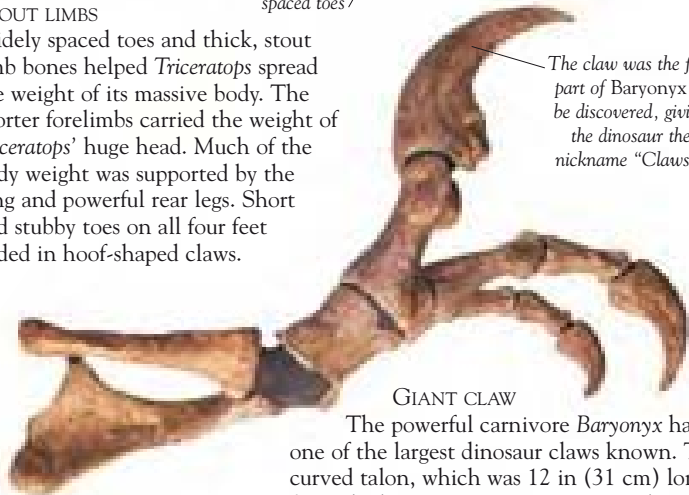 spaced toes?
OUT LIMBS
idely spaced toes and thick, stout
mb bones helped Triceratops spread
e weight of its massive body. The
orter forelimbs carried the weight of
ceratops' huge head. Much of the
dy weight was supported by the
ng and powerful rear legs. Short
d stubby toes on all four feet
ded in hoof-shaped claws.
The claw was the f
part of Baryonyx
be discovered, givi
the dinosaur the
nickname "Claws
GIANT CLAW
The powerful carnivore Baryonyx ha
one of the largest dinosaur claws known. T
curved talon, which was 12 in (31 cm) lon